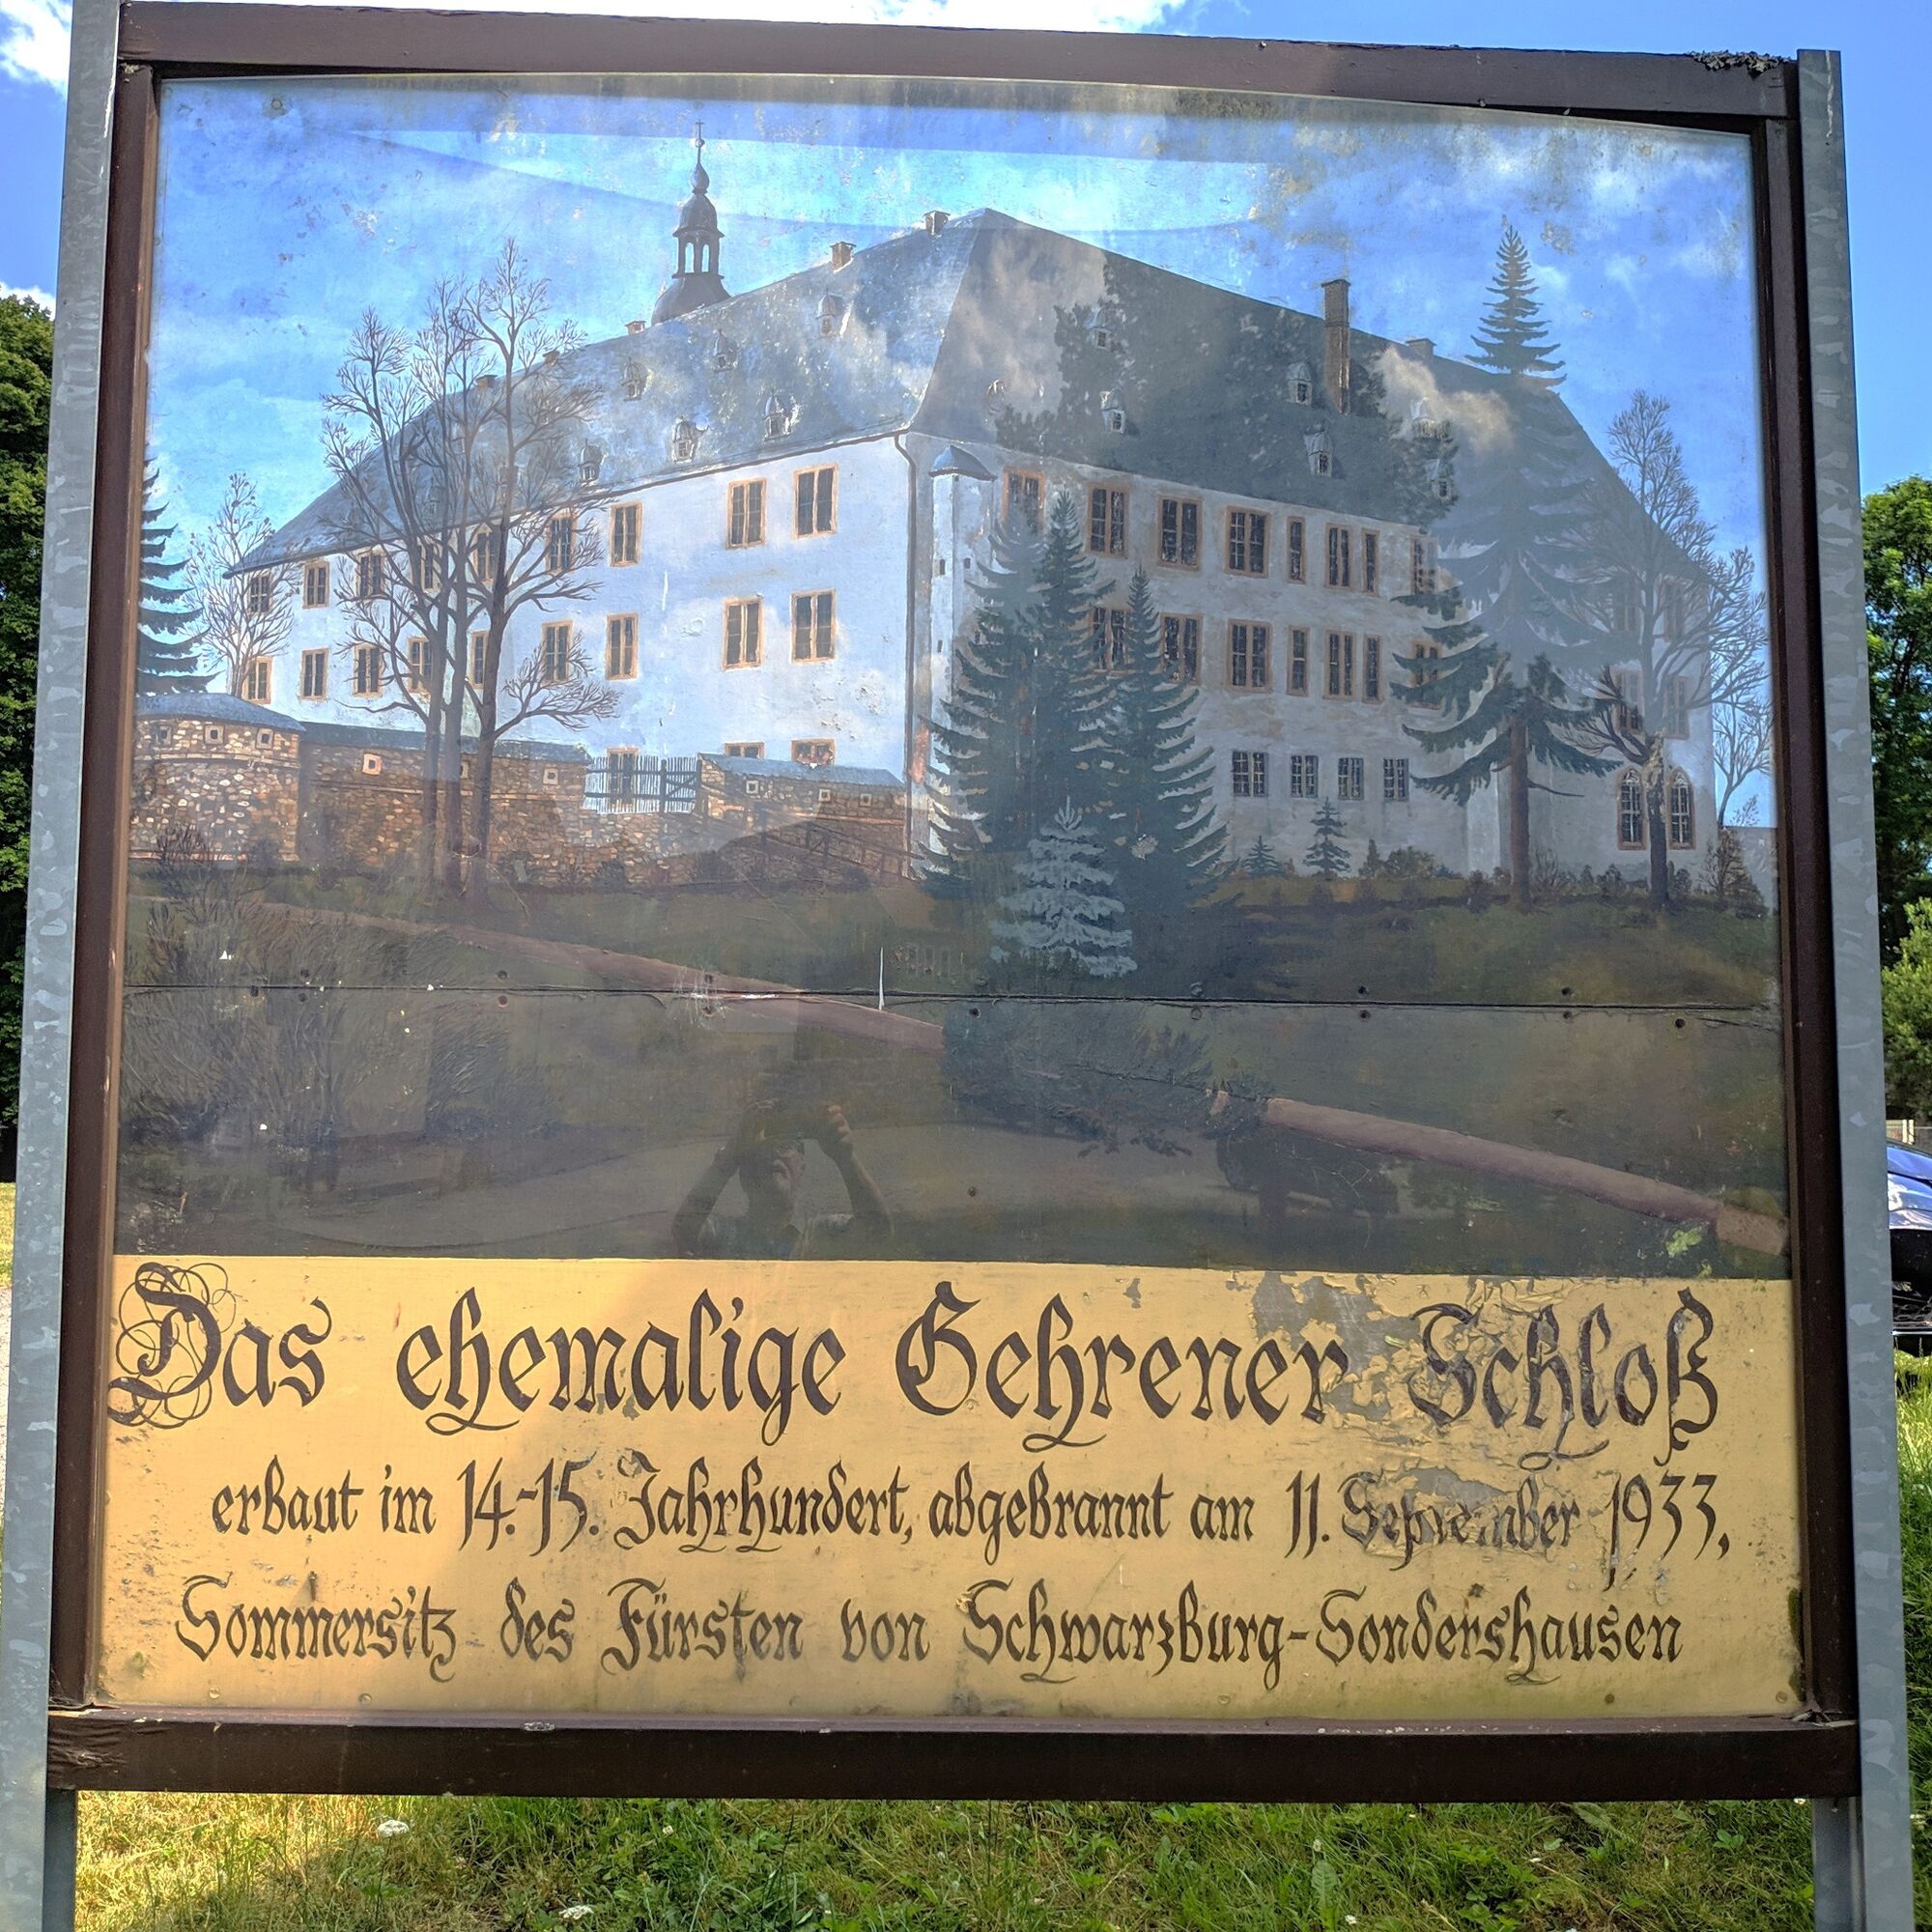 Das ehemalige Gehrener Schloß
erbaut im 14.-15. Jahrhundert, abgebrannt am 11. September 1933,
Sommersitz des Fürsten von Schwarzburg-Sondershausen